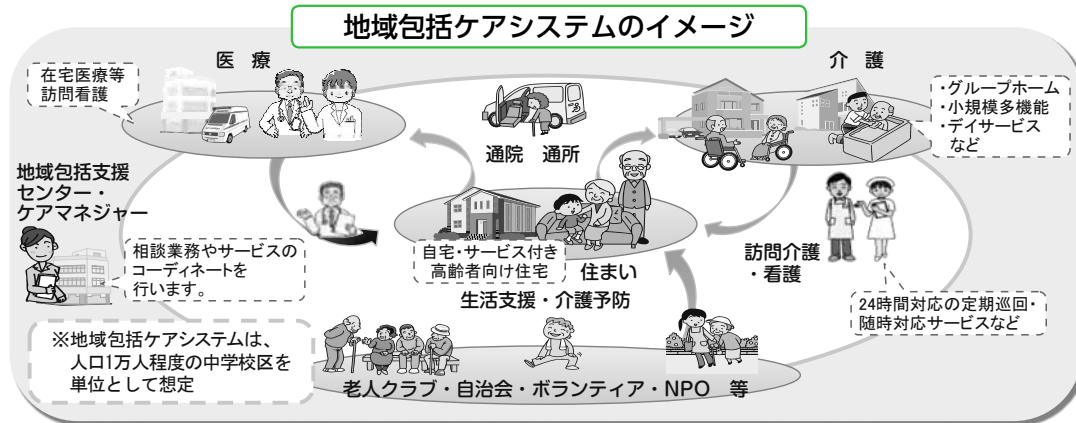 地域包括ケアシステムのイメージ
医 療
在宅医療等
訪問看護
介 護
・グループホーム
・小規模多機能
・デイサービス
など
通院 通所
地域包括支援
センター・
ケアマネジャー
相談業務やサービスの
コーディネートを
行います。
自宅・サービス付き
高齢者向け住宅
住まい
訪問介護
・看護
24時間対応の定期巡回・
随時対応サービスなど
生活支援・介護予防
※地域包括ケアシステムは、
人口1万人程度の中学校区を
単位として想定
老人クラブ・自治会・ボランティア・NPO 等